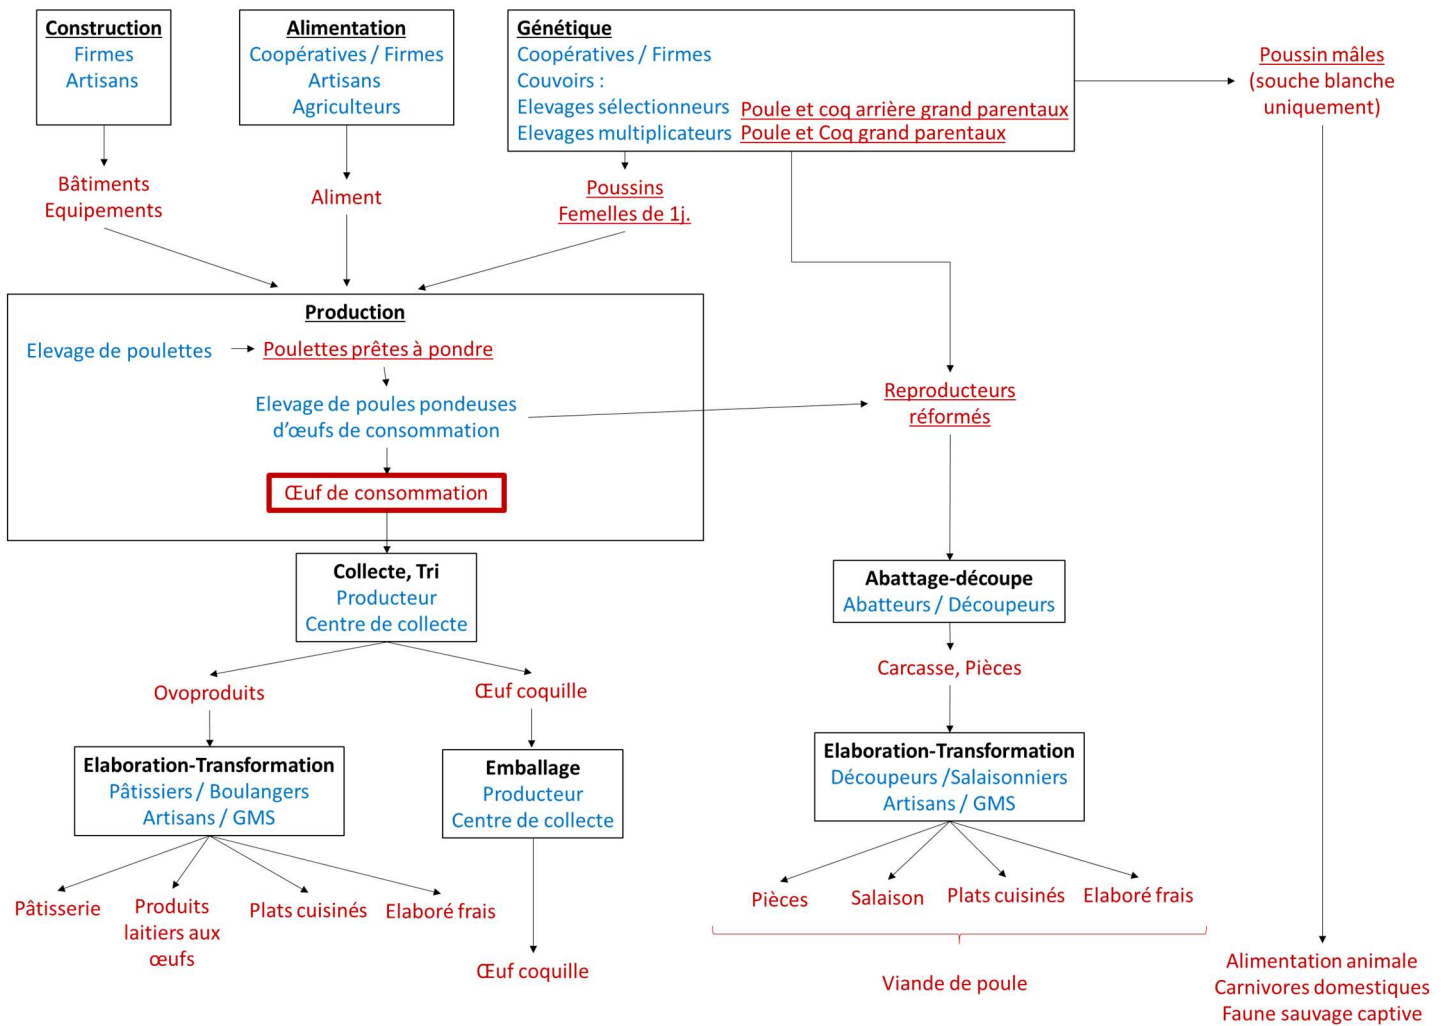 Construction
Firmes
Artisans
Alimentation
Coopératives / Firmes
Artisans
Agriculteurs
Génétique
Coopératives / Firmes
Couvoirs :
Elevages sélectionneurs Poule et coq arrière grand parentaux
Elevages multiplicateurs Poule et Coq grand parentaux
Poussin mâles
(souche blanche
uniquement)
Bâtiments
Equipements
Aliment
Poussins
Femelles de 1j.
Production
Elevage de poulettes
Poulettes prêtes à pondre
Elevage de poules pondeuses
d'œufs de consommation
Œuf de consommation
Reproducteurs
réformés
Collecte, Tri
Producteur
Centre de collecte
Abattage-découpe
Abatteurs / Découpeurs
Ovoproduits
Œuf coquille
Carcasse, Pièces
Elaboration-Transformation
Pâtissiers / Boulangers
Artisans / GMS
Emballage
Producteur
Centre de collecte
Elaboration-Transformation
Découpeurs /Salaisonniers
Artisans / GMS
Pâtisserie
Produits
laitiers aux
œufs
Plats cuisinés
Elaboré frais
Œuf coquille
Pièces
Salaison
Plats cuisinés
Elaboré frais
Viande de poule
Alimentation animale
Carnivores domestiques
Faune sauvage captive